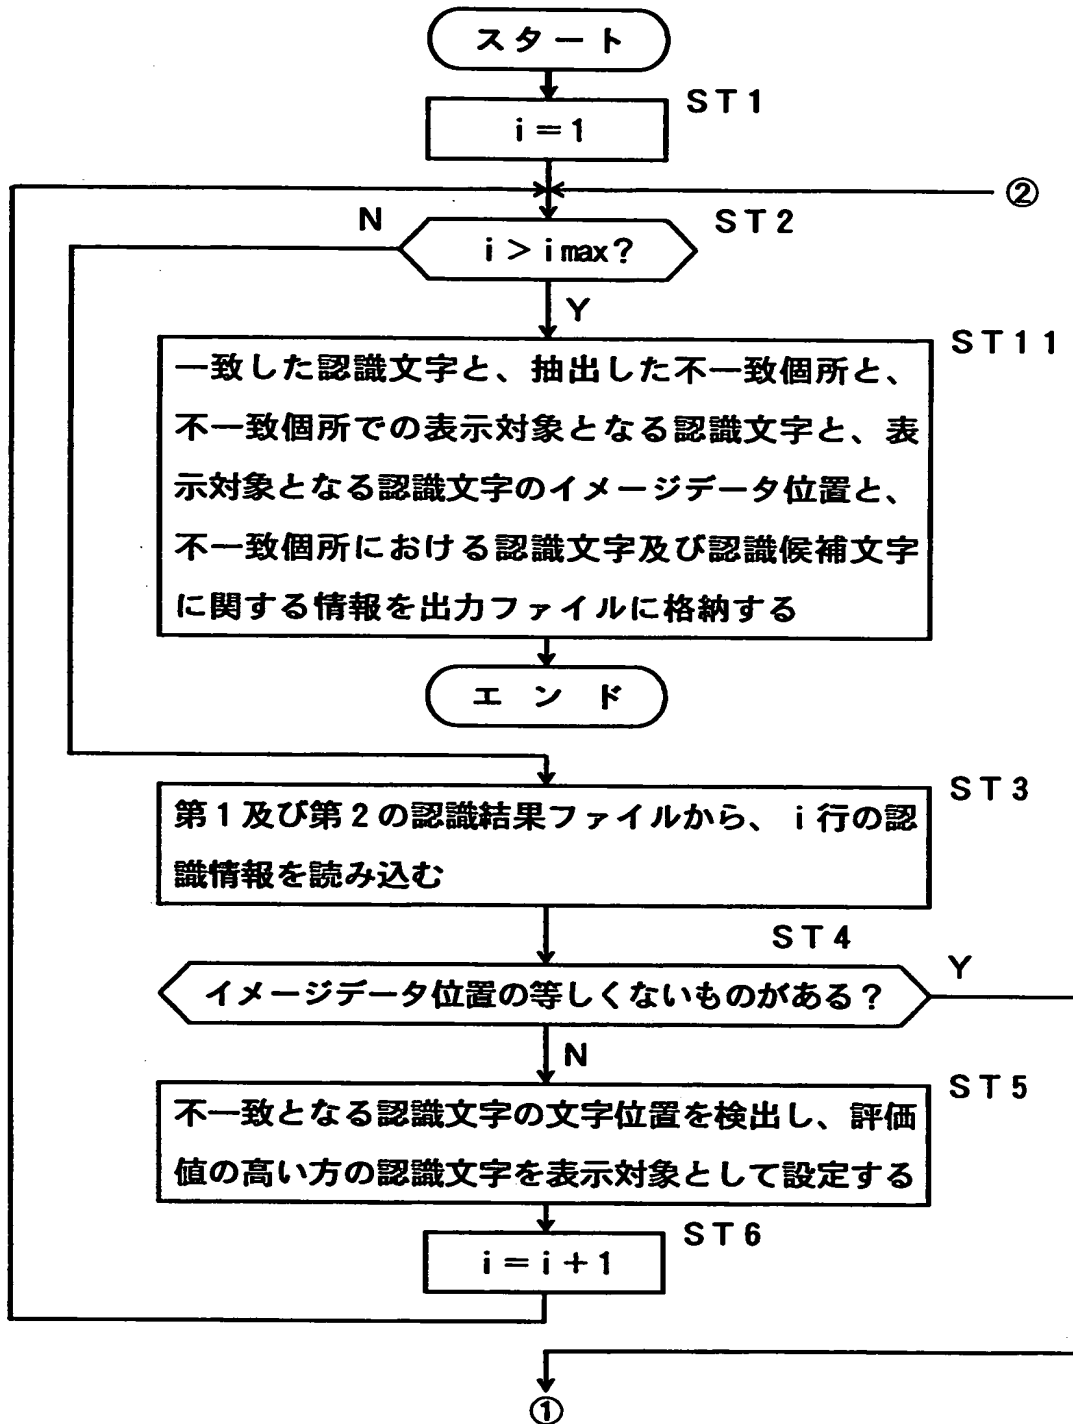 スタート
ST1
i=1
②
N
ST2
i>imax?
Y
ST11
一致した認識文字と、抽出した不一致個所と、
不一致個所での表示対象となる認識文字と、表
示対象となる認識文字のイメージデータ位置と、
不一致個所における認識文字及び認識候補文字
に関する情報を出力ファイルに格納する
エンド
ST3
第1及び第2の認識結果ファイルから、i行の認
識情報を読み込む
ST4
イメージデータ位置の等しくないものがある?
Y
N
ST5
不一致となる認識文字の文字位置を検出し、評価
値の高い方の認識文字を表示対象として設定する
ST6
i=i+1
①